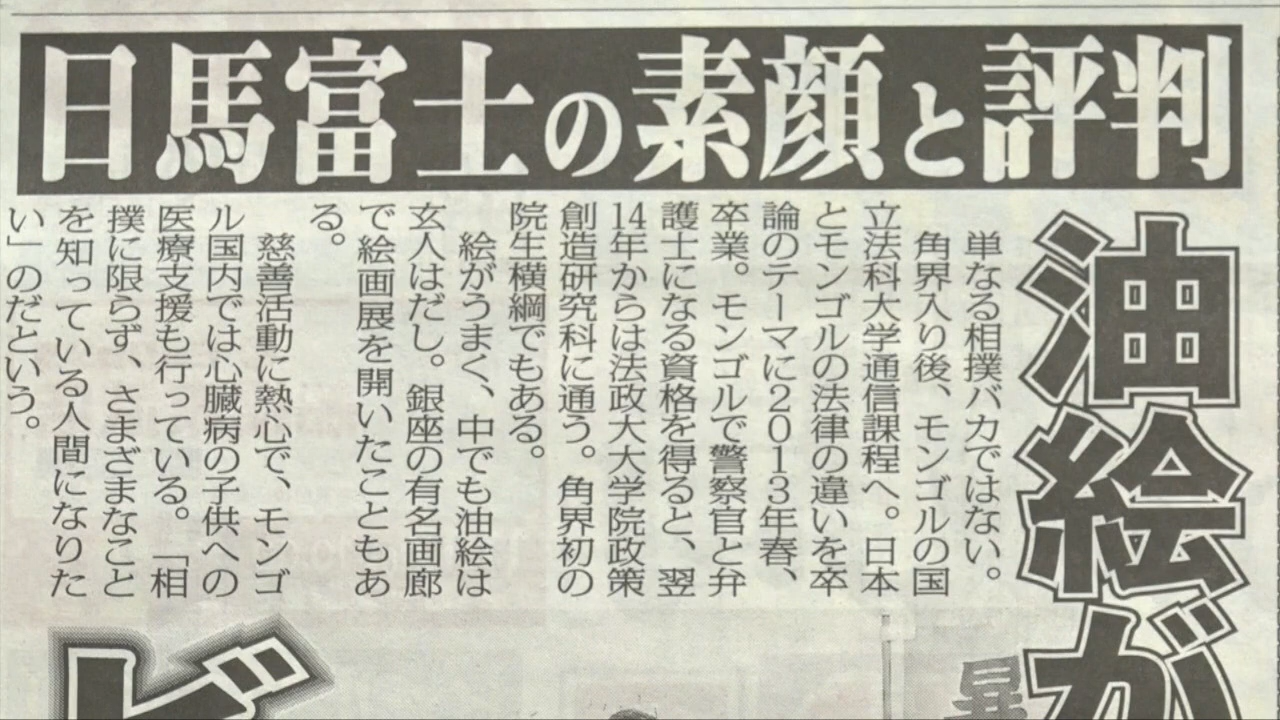 日馬富士の素顔と評判
油絵が
単なる相撲バカではない。
角界入り後、モンゴルの国
立法科大学通信課程へ。日本
とモンゴルの法律の違いを卒
論のテーマに2013年春、
卒業。モンゴルで警察官と弁
護士になる資格を得ると、翌
14年からは法政大大学院政策
創造研究科に通う。角界初の
院生横綱でもある。
絵がうまく、中でも油絵は
玄人はだし。銀座の有名画廊
で絵画展を開いたこともあ
る。
慈善活動に熱心で、モンゴ
ル国内では心臓病の子供への
医療支援も行っている。「相
撲に限らず、さまざまなこと
を知っている人間になりた
い」のだという。
ビ